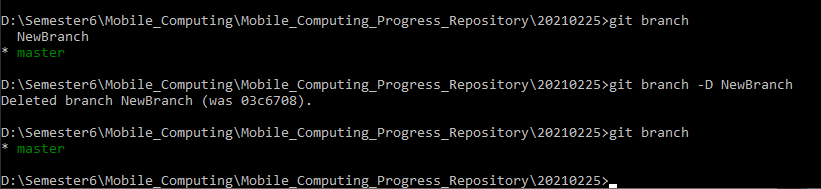 D:\Semester6\Mobile_Computing\Mobile_Computing_Progress_Repository\20210225>git branch
  NewBranch
* master
D:\Semester6\Mobile_Computing\Mobile_Computing_Progress_Repository\20210225>git branch -D NewBranch
Deleted branch NewBranch (was 03c6708).
D:\Semester6\Mobile_Computing\Mobile_Computing_Progress_Repository\20210225>git branch
* master
D:\Semester6\Mobile_Computing\Mobile_Computing_Progress_Repository\20210225>